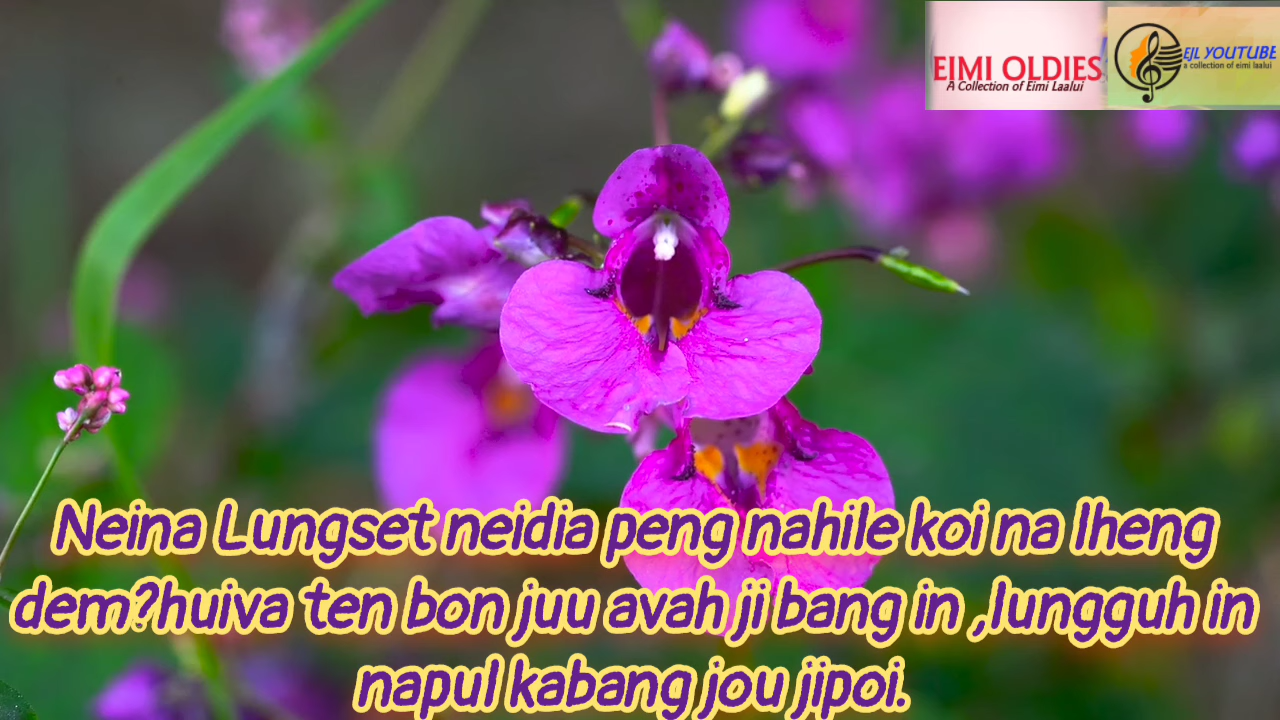 EIMI OLDIES
A Collection of Eimi Laalui
EJL YOUTUBE
a collection of eimi laalui
Neina Lungset neidia peng nahile koi na lheng
dem?huiva ten bon juu avah ji bang in ,lungguh in
napul kabang jou jipoi.